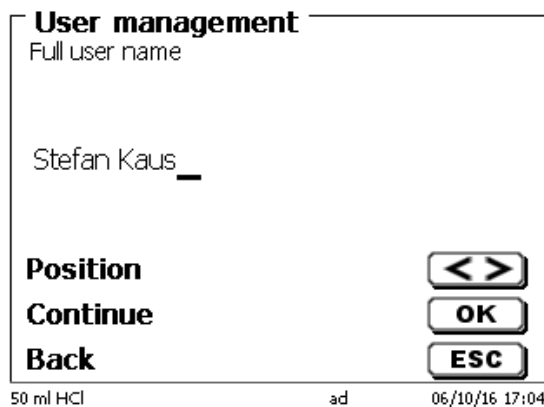 User management
Full user name
Stefan Kaus_
Position < >
Continue OK
Back ESC
50 ml HCl ad 06/10/16 17:04